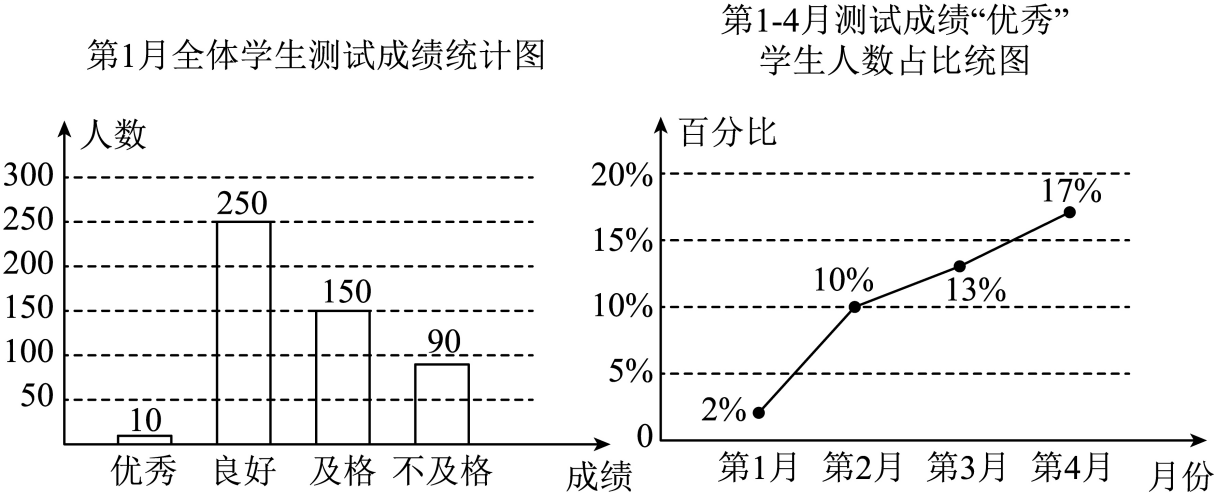 第1月全体学生测试成绩统计图
人数
300
250
200
150
100
50
250
150
90
10
优秀 良好 及格 不及格 成绩
第1-4月测试成绩“优秀”
学生人数占比统图
百分比
20%
15%
10%
5%
0
17%
13%
10%
2%
第1月 第2月 第3月 第4月 月份